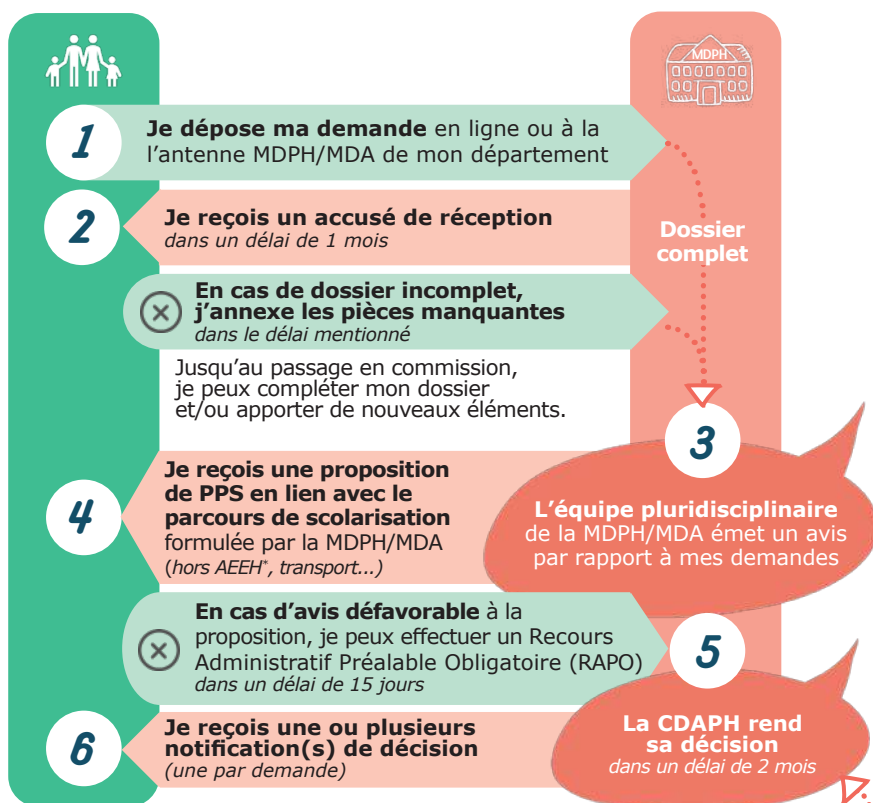 MDPH
1
Je dépose ma demande en ligne ou à la
l’antenne MDPH/MDA de mon département
2
Je reçois un accusé de réception
dans un délai de 1 mois
Dossier
complet
En cas de dossier incomplet,
j’annexe les pièces manquantes
dans le délai mentionné
Jusqu’au passage en commission,
je peux compléter mon dossier
et/ou apporter de nouveaux éléments.
3
L’équipe pluridisciplinaire
de la MDPH/MDA émet un avis
par rapport à mes demandes
4
Je reçois une proposition
de PPS en lien avec le
parcours de scolarisation
formulée par la MDPH/MDA
(hors AEEH*, transport...)
En cas d’avis défavorable à la
proposition, je peux effectuer un Recours
Administratif Préalable Obligatoire (RAPO)
dans un délai de 15 jours
5
La CDAPH rend
sa décision
dans un délai de 2 mois
6
Je reçois une ou plusieurs
notification(s) de décision
(une par demande)